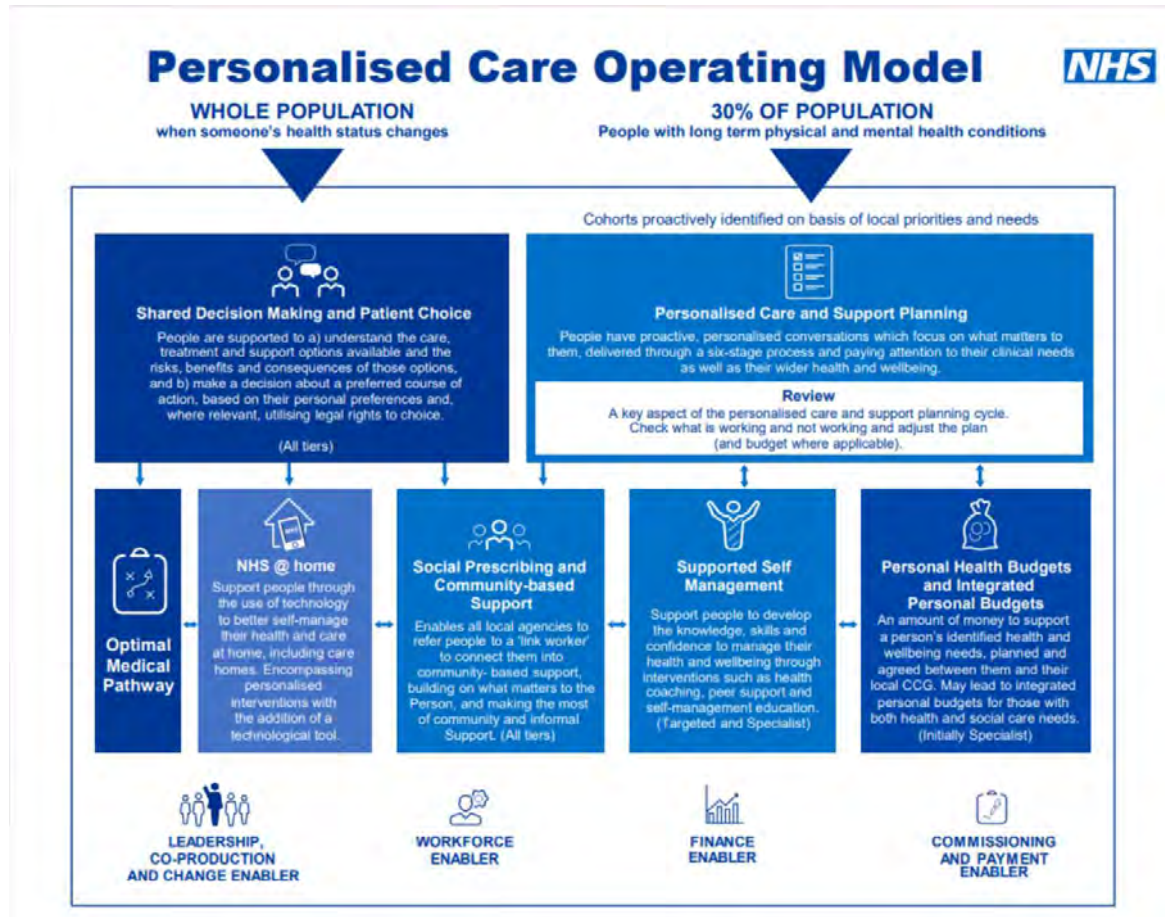 Personalised Care Operating Model
NHS
WHOLE POPULATION
when someone's health status changes
30% OF POPULATION
People with long term physical and mental health conditions
Cohorts proactively identified on basis of local priorities and needs
Shared Decision Making and Patient Choice
People are supported to a) understand the care,
treatment and support options available and the
risks, benefits and consequences of those options,
and b) make a decision about a preferred course of
action, based on their personal preferences and,
where relevant, utilising legal rights to choice.
(All tiers)
Personalised Care and Support Planning
People have proactive, personalised conversations which focus on what matters to
them, delivered through a six-stage process and paying attention to their clinical needs
as well as their wider health and wellbeing.
Review
A key aspect of the personalised care and support planning cycle.
Check what is working and not working and adjust the plan
(and budget where applicable).
Optimal
Medical
Pathway
NHS
NHS @ home
Support people through
the use of technology
to better self-manage
their health and care
at home, including care
homes. Encompassing
personalised
interventions with
the addition of a
technological tool.
Social Prescribing and
Community-based
Support
Enables all local agencies to
refer people to a 'link worker'
to connect them into
community- based support,
building on what matters to the
Person, and making the most
of community and informal
Support. (All tiers)
Supported Self
Management
Support people to develop
the knowledge, skills and
confidence to manage their
health and wellbeing through
interventions such as health
coaching, peer support and
self-management education.
(Targeted and Specialist)
Personal Health Budgets
and Integrated
Personal Budgets
An amount of money to support
a person's identified health and
wellbeing needs, planned and
agreed between them and their
local CCG. May lead to integrated
personal budgets for those with
both health and social care needs.
(Initially Specialist)
LEADERSHIP,
CO-PRODUCTION
AND CHANGE ENABLER
WORKFORCE
ENABLER
FINANCE
ENABLER
COMMISSIONING
AND PAYMENT
ENABLER